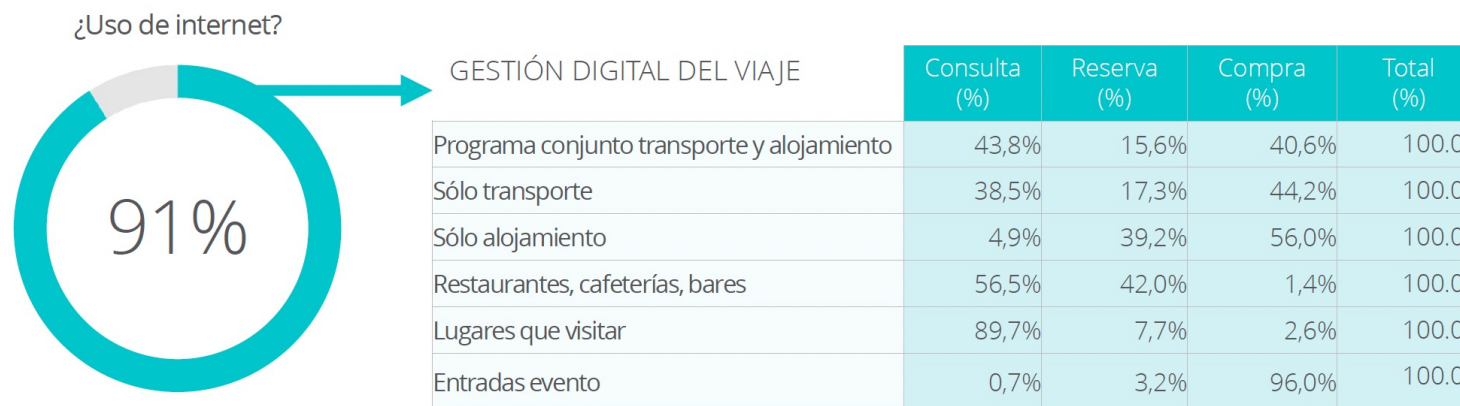 ¿Uso de internet?
91%
GESTIÓN DIGITAL DEL VIAJE Consulta (%) Reserva (%) Compra (%) Total (%)
Programa conjunto transporte y alojamiento 43,8% 15,6% 40,6% 100.0
Sólo transporte 38,5% 17,3% 44,2% 100.0
Sólo alojamiento 4,9% 39,2% 56,0% 100.0
Restaurantes, cafeterías, bares 56,5% 42,0% 1,4% 100.0
Lugares que visitar 89,7% 7,7% 2,6% 100.0
Entradas evento 0,7% 3,2% 96,0% 100.0